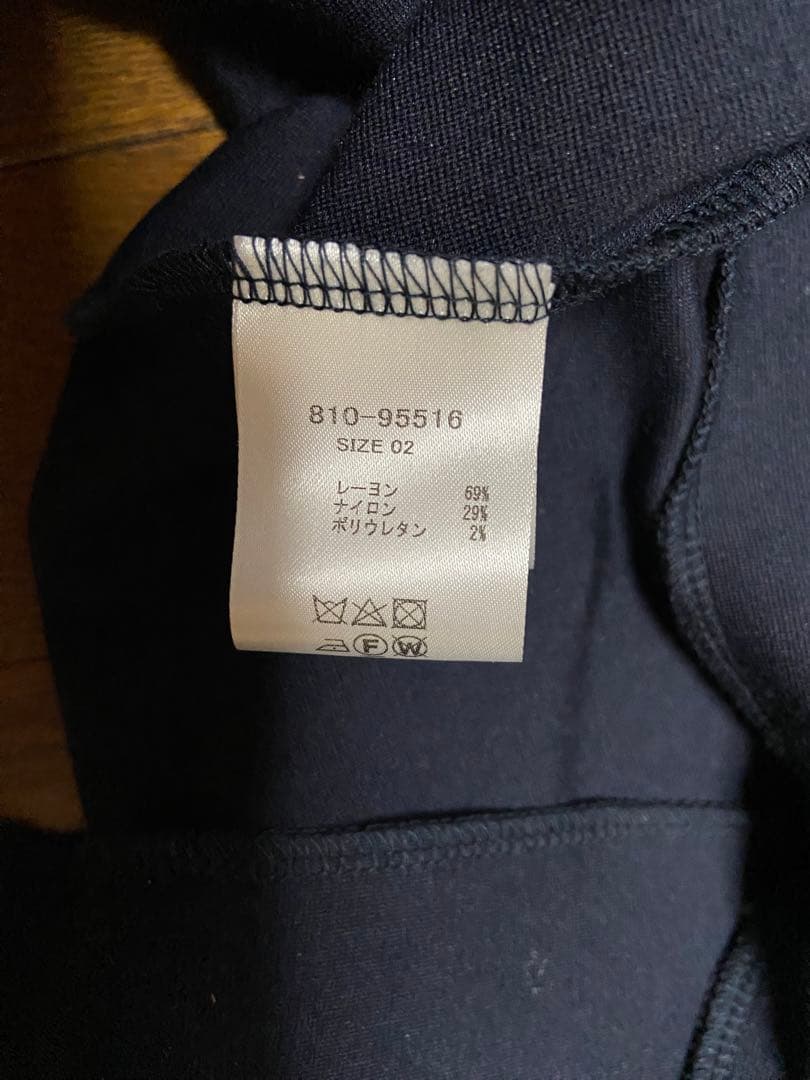 810-95516
SIZE 02
レーヨン 69%
ナイロン 29%
ポリウレタン 2%
F W